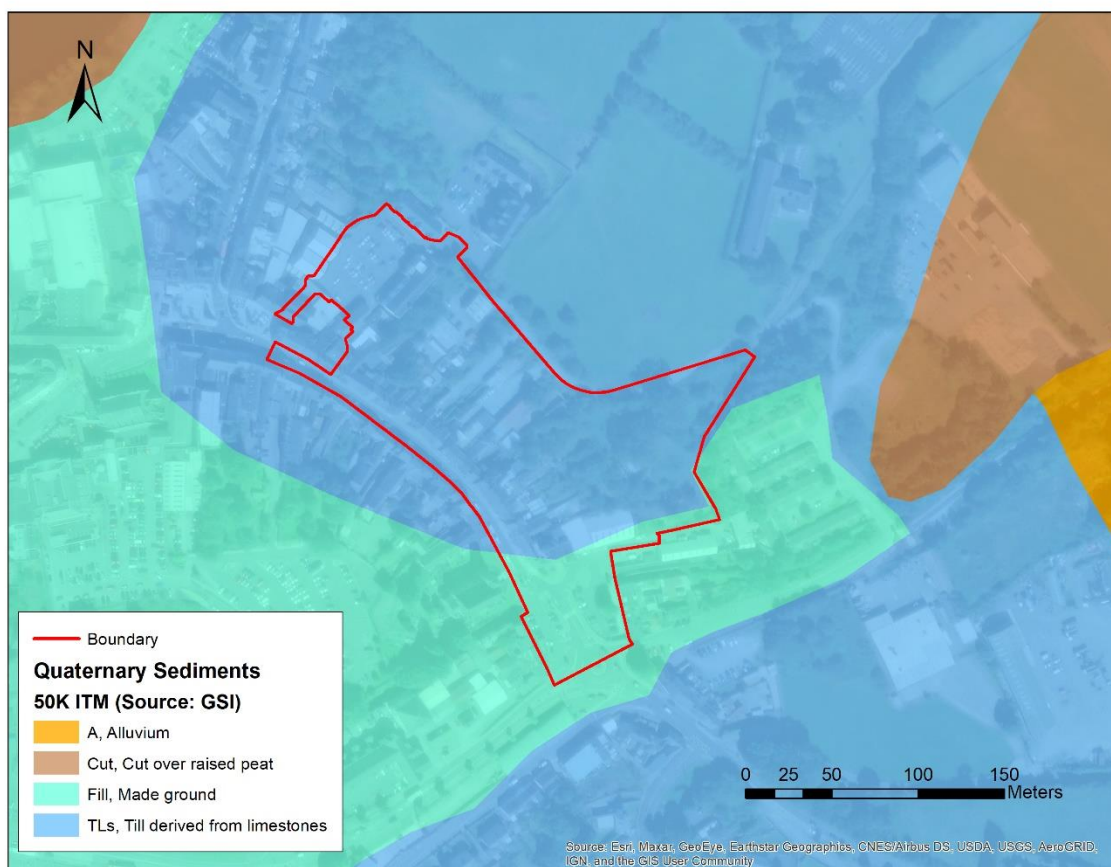 N
Boundary
Quaternary Sediments
50K ITM (Source: GSI)
A, Alluvium
Cut, Cut over raised peat
Fill, Made ground
TLs, Till derived from limestones
0 25 50 100 150
Meters
Source: Esri, Maxar, GeoEye, Earthstar Geographics, CNES/Airbus DS, USDA, USGS, AeroGRID,
IGN, and the GIS User Community